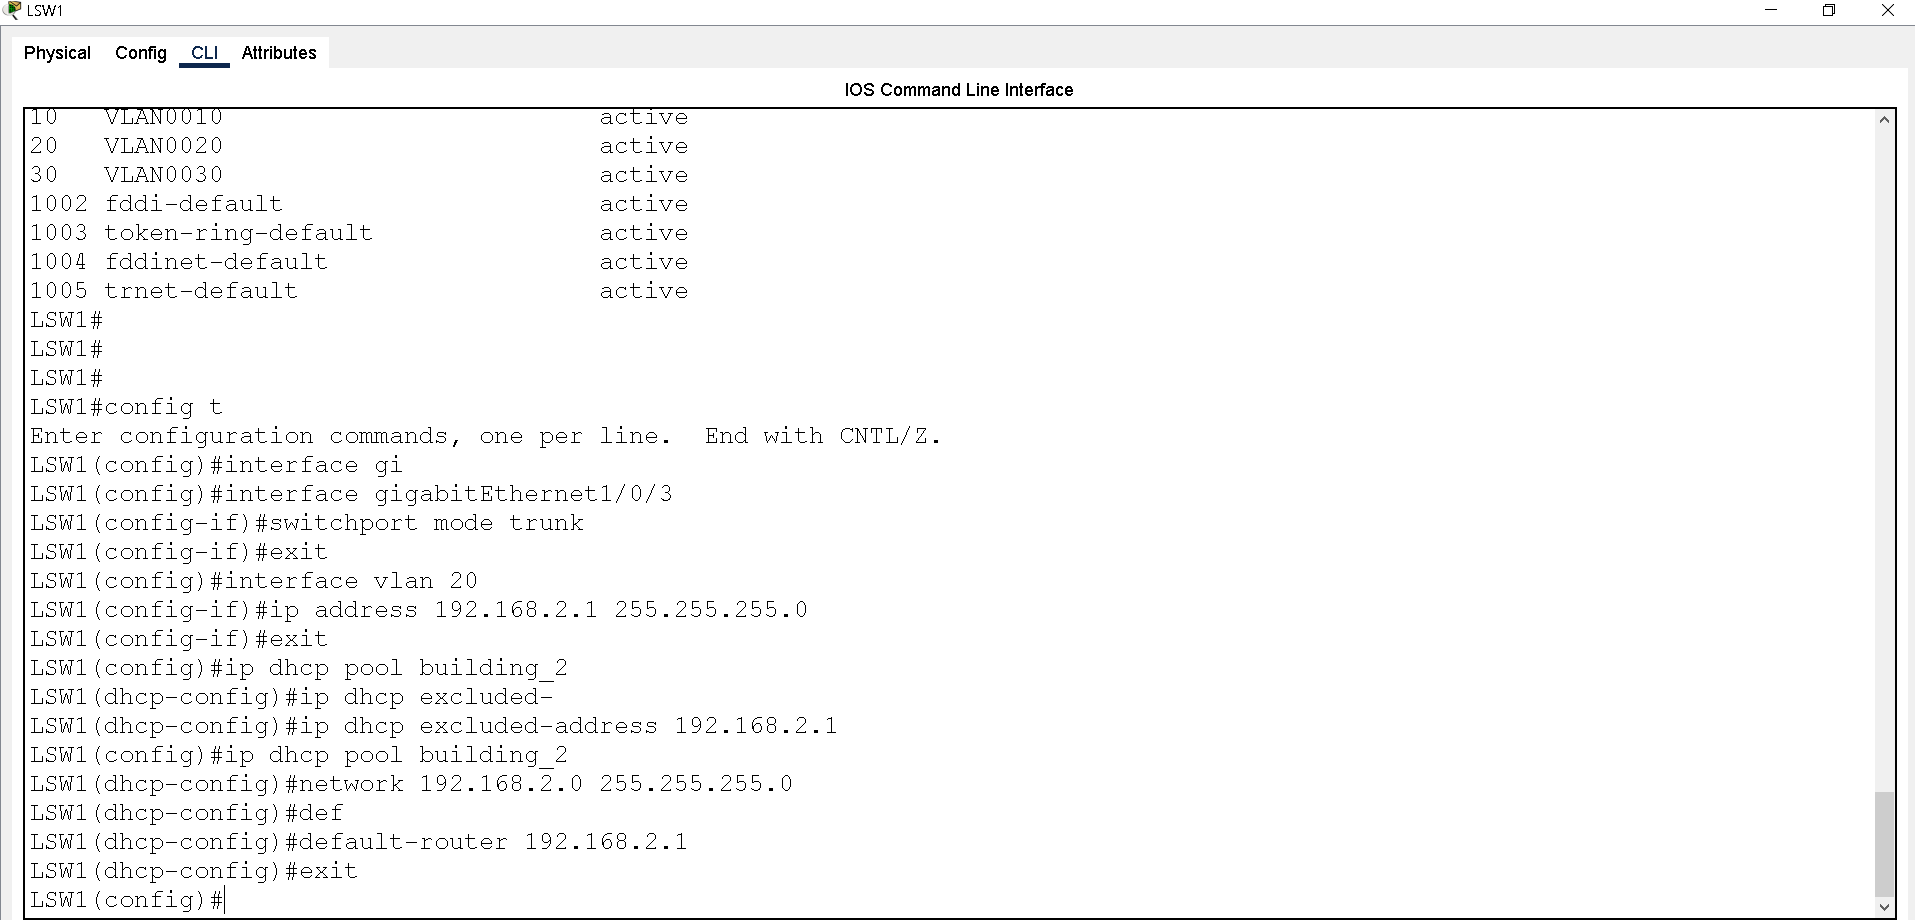 LSW1
Physical Config CLI Attributes
IOS Command Line Interface
10   VLAN0010                         active
20   VLAN0020                         active
30   VLAN0030                         active
1002 fddi-default                     active
1003 token-ring-default               active
1004 fddinet-default                  active
1005 trnet-default                    active
LSW1#
LSW1#
LSW1#
LSW1#config t
Enter configuration commands, one per line.  End with CNTL/Z.
LSW1(config)#interface gi
LSW1(config)#interface gigabitEthernet1/0/3
LSW1(config-if)#switchport mode trunk
LSW1(config-if)#exit
LSW1(config)#interface vlan 20
LSW1(config-if)#ip address 192.168.2.1 255.255.255.0
LSW1(config-if)#exit
LSW1(config)#ip dhcp pool building_2
LSW1(dhcp-config)#ip dhcp excluded-
LSW1(dhcp-config)#ip dhcp excluded-address 192.168.2.1
LSW1(config)#ip dhcp pool building_2
LSW1(dhcp-config)#network 192.168.2.0 255.255.255.0
LSW1(dhcp-config)#def
LSW1(dhcp-config)#default-router 192.168.2.1
LSW1(dhcp-config)#exit
LSW1(config)#